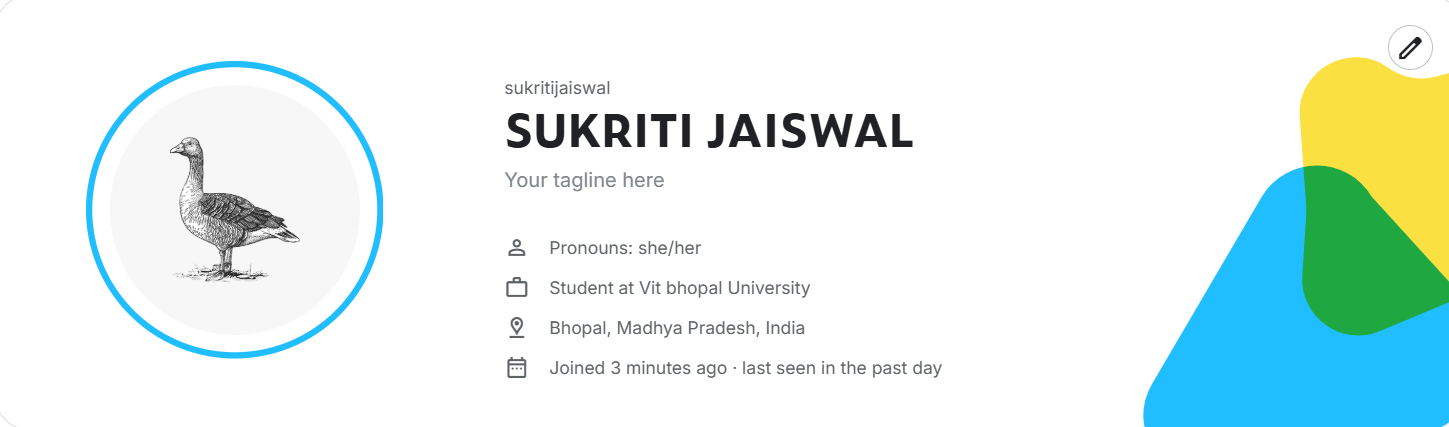 sukritijaiswal
SUKRITI JAISWAL
Your tagline here
Pronouns: she/her
Student at Vit bhopal University
Bhopal, Madhya Pradesh, India
Joined 3 minutes ago · last seen in the past day